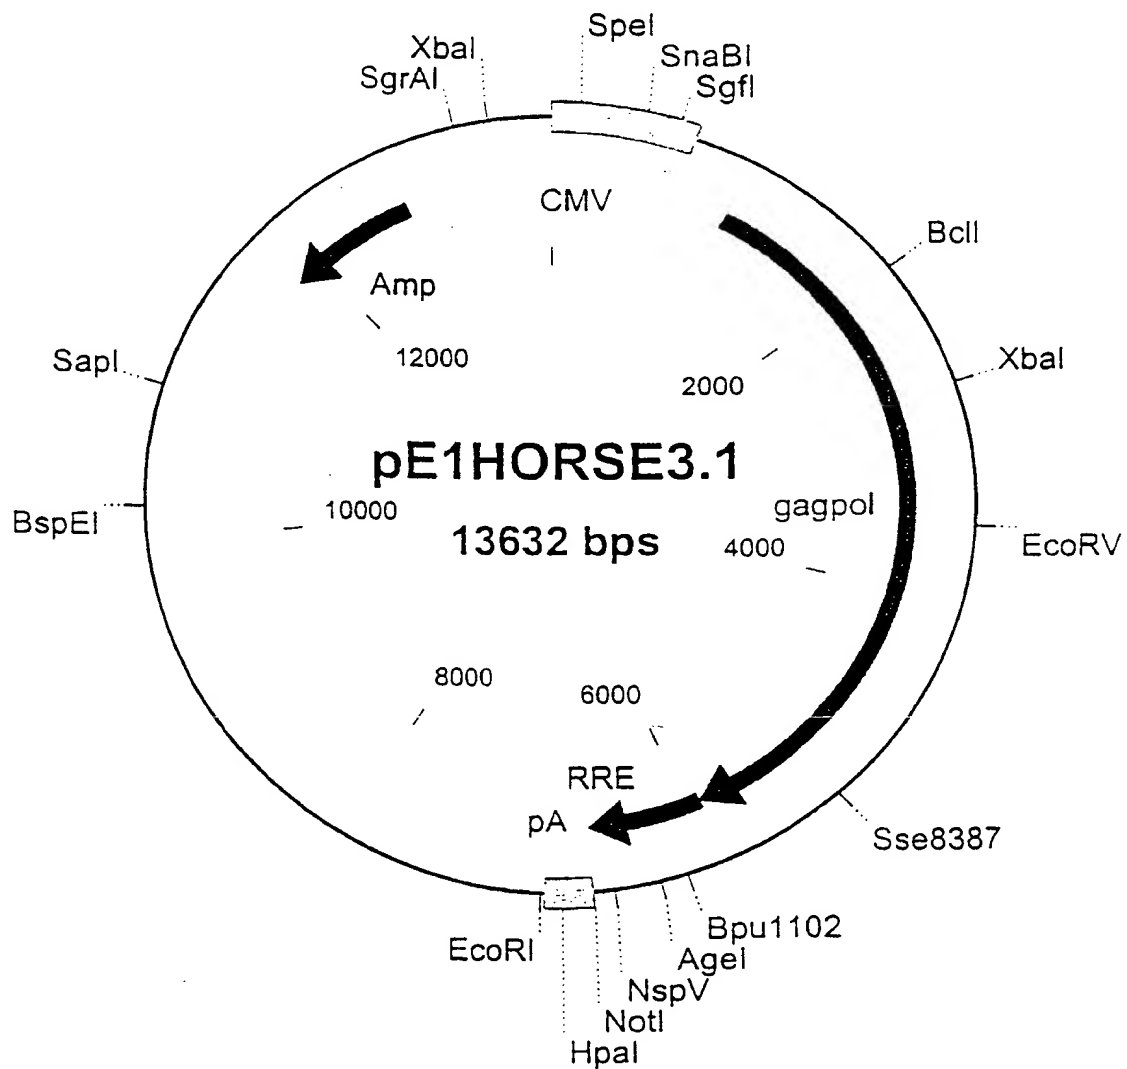 SpeI
XbaI
SnaBI
SgrAI
SgfI
CMV
BclI
Amp
12000
SapI
2000
XbaI
pE1HORSE3.1
10000
gagpol
BspEI
13632 bps
4000
EcoRV
8000
6000
RRE
pA
Sse8387
Bpu1102
EcoRI
AgeI
NspV
NotI
HpaI